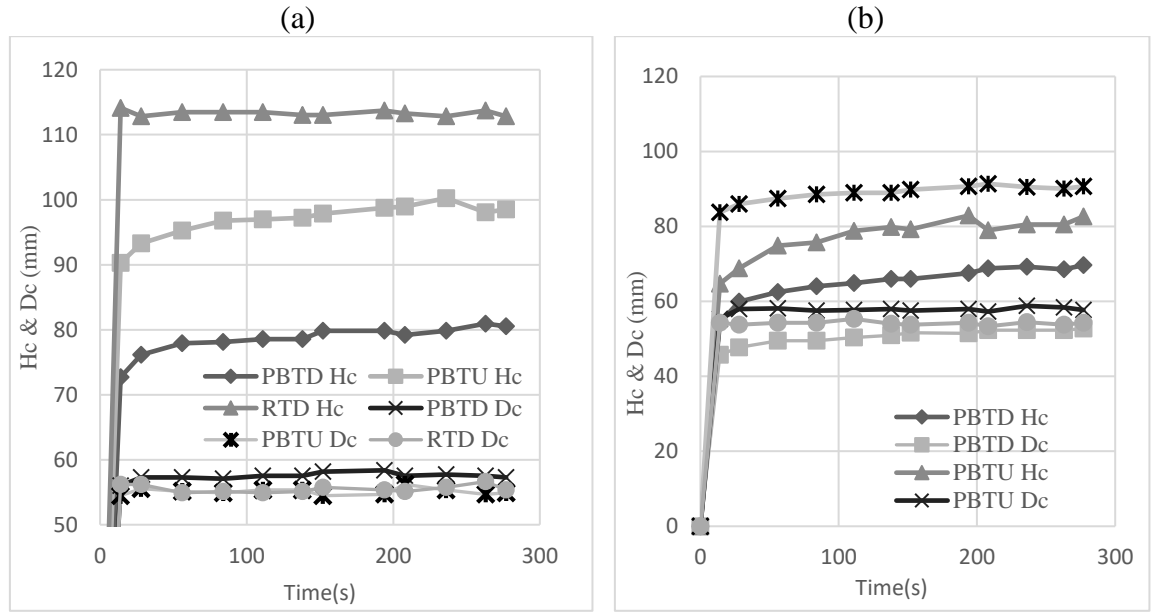 (a) (b)
120
110
100
90
80
70
60
50
Hc & Dc (mm)
PBTD Hc PBTU Hc
RTD Hc PBTD Dc
PBTU Dc RTD Dc
0 100 200 300
Time(s)
120
100
80
60
40
20
0
Hc & Dc (mm)
PBTD Hc
PBTD Dc
PBTU Hc
PBTU Dc
0 100 200 300
Time(s)